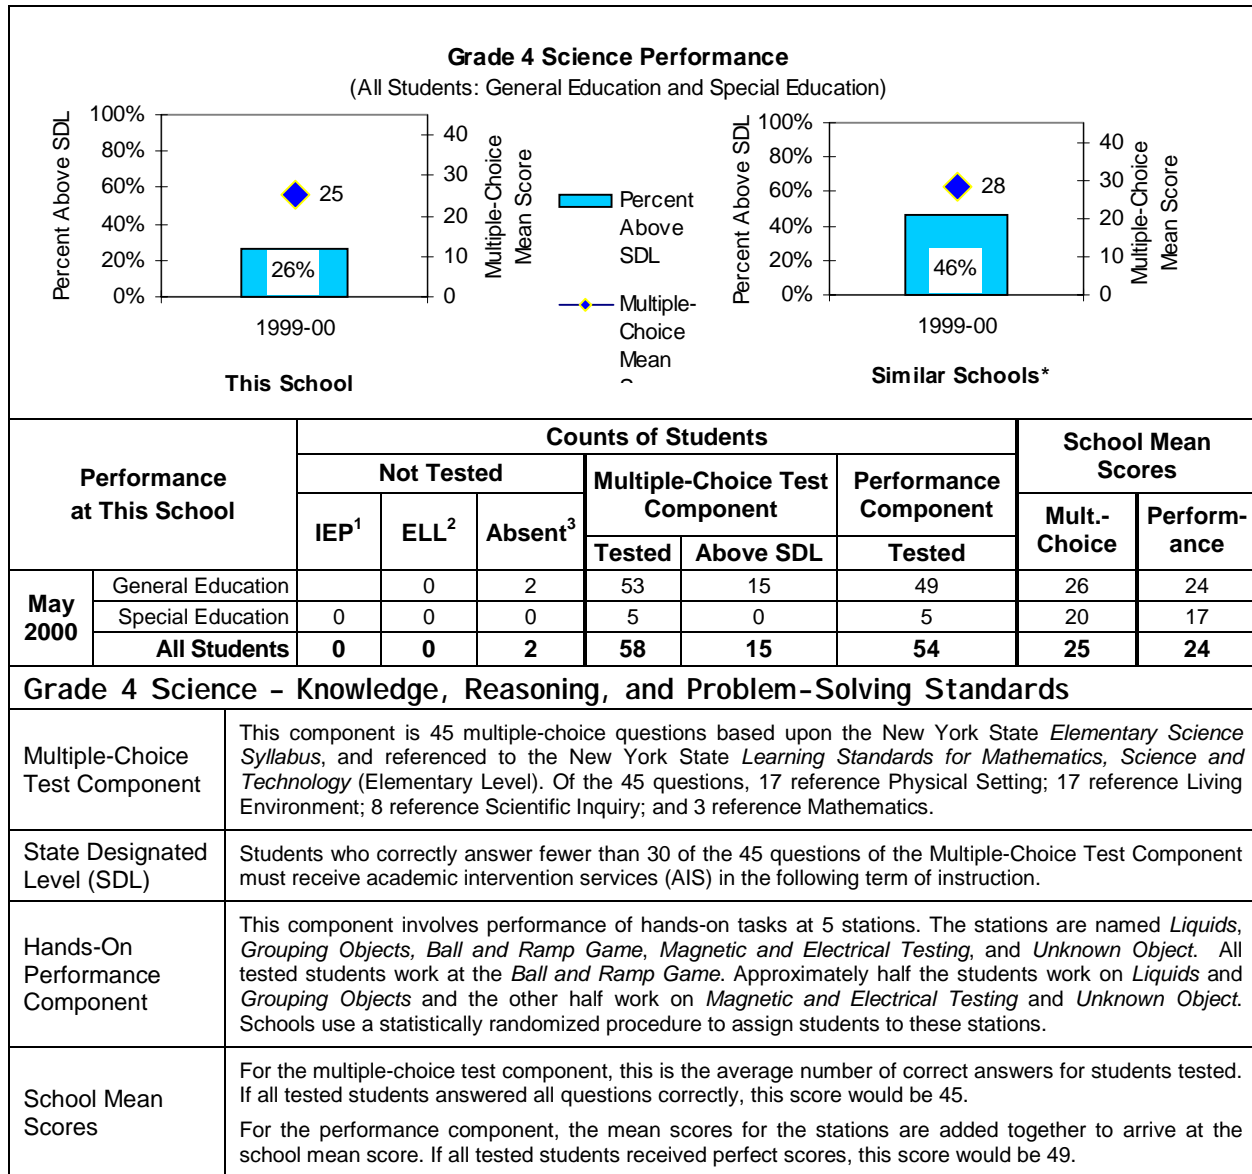 Grade 4 Science Performance
(All Students: General Education and Special Education)
Percent Above SDL
100%
80%
60%
40%
20%
0%
25
26%
1999-00
40
30
20
10
0
Multiple-Choice
Mean Score
This School
Percent
Above
SDL
Multiple-
Choice
Mean
Percent Above SDL
100%
80%
60%
40%
20%
0%
28
46%
1999-00
40
30
20
10
0
Multiple-Choice
Mean Score
Similar Schools*
Performance
at This School
Counts of Students
School Mean
Scores
Not Tested
Multiple-Choice Test
Component
Performance
Component
IEP1 ELL2 Absent3
Mult.-
Choice
Perform-
ance
Tested Above SDL Tested
May
2000
General Education 0 2 53 15 49 26 24
Special Education 0 0 0 5 0 5 20 17
All Students 0 0 2 58 15 54 25 24
Grade 4 Science – Knowledge, Reasoning, and Problem-Solving Standards
Multiple-Choice
Test Component
This component is 45 multiple-choice questions based upon the New York State Elementary Science
Syllabus, and referenced to the New York State Learning Standards for Mathematics, Science and
Technology (Elementary Level). Of the 45 questions, 17 reference Physical Setting; 17 reference Living
Environment; 8 reference Scientific Inquiry; and 3 reference Mathematics.
State Designated
Level (SDL)
Students who correctly answer fewer than 30 of the 45 questions of the Multiple-Choice Test Component
must receive academic intervention services (AIS) in the following term of instruction.
Hands-On
Performance
Component
This component involves performance of hands-on tasks at 5 stations. The stations are named Liquids,
Grouping Objects, Ball and Ramp Game, Magnetic and Electrical Testing, and Unknown Object. All
tested students work at the Ball and Ramp Game. Approximately half the students work on Liquids and
Grouping Objects and the other half work on Magnetic and Electrical Testing and Unknown Object.
Schools use a statistically randomized procedure to assign students to these stations.
School Mean
Scores
For the multiple-choice test component, this is the average number of correct answers for students tested.
If all tested students answered all questions correctly, this score would be 45.
For the performance component, the mean scores for the stations are added together to arrive at the
school mean score. If all tested students received perfect scores, this score would be 49.